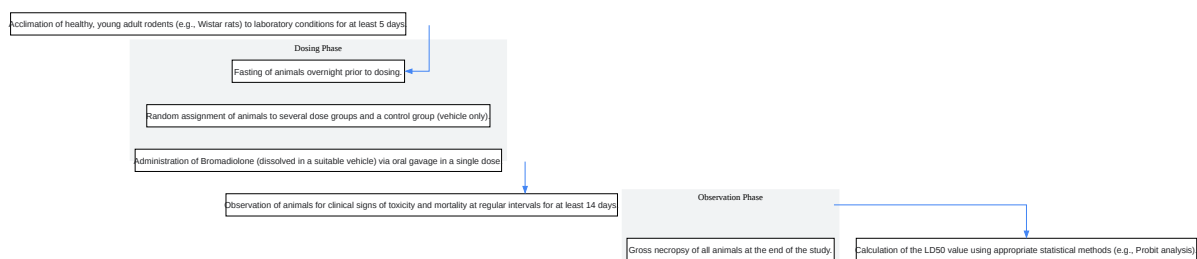 Acclimation of healthy, young adult rodents (e.g., Wistar rats) to laboratory conditions for at least 5 days.
Dosing Phase
Fasting of animals overnight prior to dosing.
Random assignment of animals to several dose groups and a control group (vehicle only).
Administration of Bromadiolone (dissolved in a suitable vehicle) via oral gavage in a single dose
Observation of animals for clinical signs of toxicity and mortality at regular intervals for at least 14 days
Observation Phase
Gross necropsy of all animals at the end of the study.
Calculation of the LD50 value using appropriate statistical methods (e.g., Probit analysis)